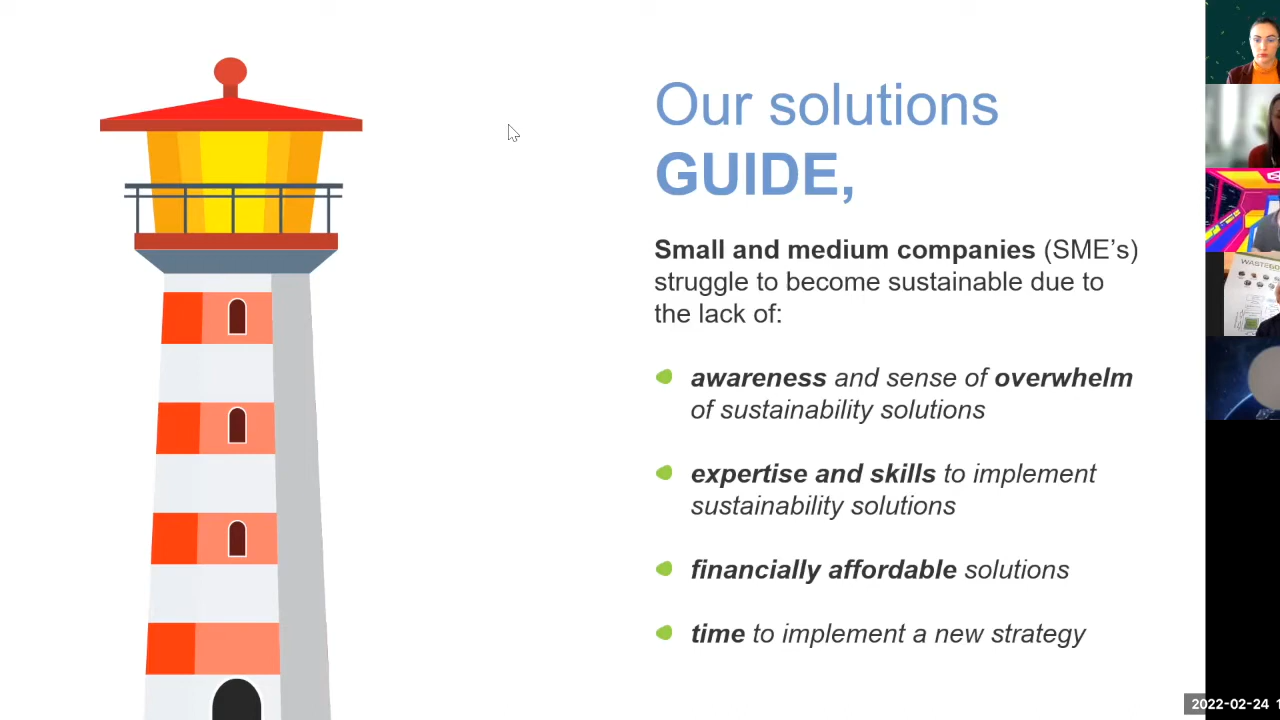 Our solutions
GUIDE,
Small and medium companies (SME’s)
struggle to become sustainable due to
the lack of:
awareness and sense of overwhelm
of sustainability solutions
expertise and skills to implement
sustainability solutions
financially affordable solutions
time to implement a new strategy
2022-02-24